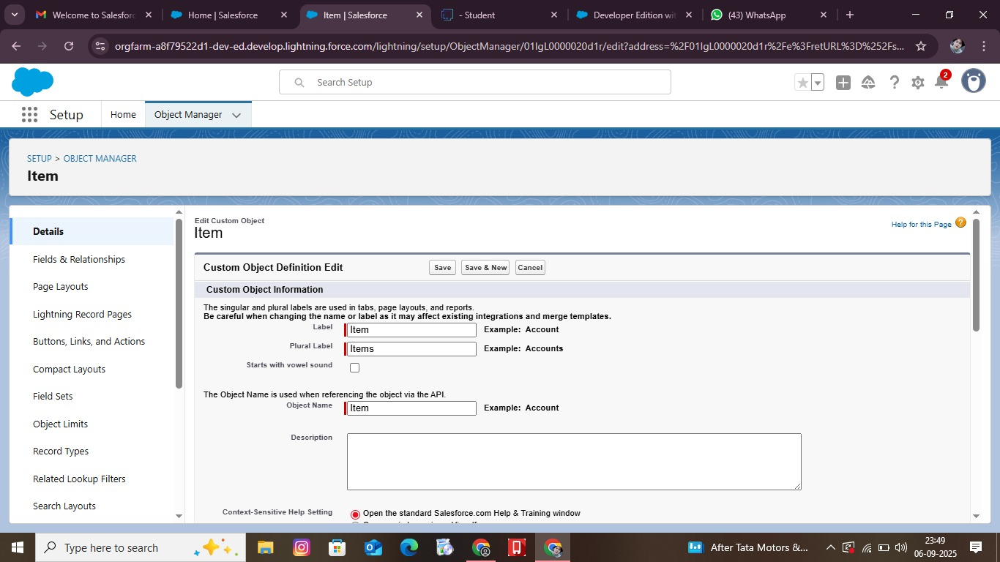 Welcome to Salesforc
Home | Salesforce
Item | Salesforce
- Student
Developer Edition wit
(43) WhatsApp
orgfarm-a8f79522d1-dev-ed.develop.lightning.force.com/lightning/setup/ObjectManager/01IgL0000020d1r/edit?address=%2F01IgL0000020d1r%2Fe%3FretURL%3D%252Fs...
Search Setup
2
Setup
Home
Object Manager
SETUP > OBJECT MANAGER
Item
Details
Fields & Relationships
Page Layouts
Lightning Record Pages
Buttons, Links, and Actions
Compact Layouts
Field Sets
Object Limits
Record Types
Related Lookup Filters
Search Layouts
Edit Custom Object
Item
Help for this Page
Custom Object Definition Edit
Save
Save & New
Cancel
Custom Object Information
The singular and plural labels are used in tabs, page layouts, and reports.
Be careful when changing the name or label as it may affect existing integrations and merge templates.
Label
Item
Example: Account
Plural Label
Items
Example: Accounts
Starts with vowel sound
The Object Name is used when referencing the object via the API.
Object Name
Item
Example: Account
Description
Context-Sensitive Help Setting
Open the standard Salesforce.com Help & Training window
Type here to search
After Tata Motors &...
23:49
06-09-2025